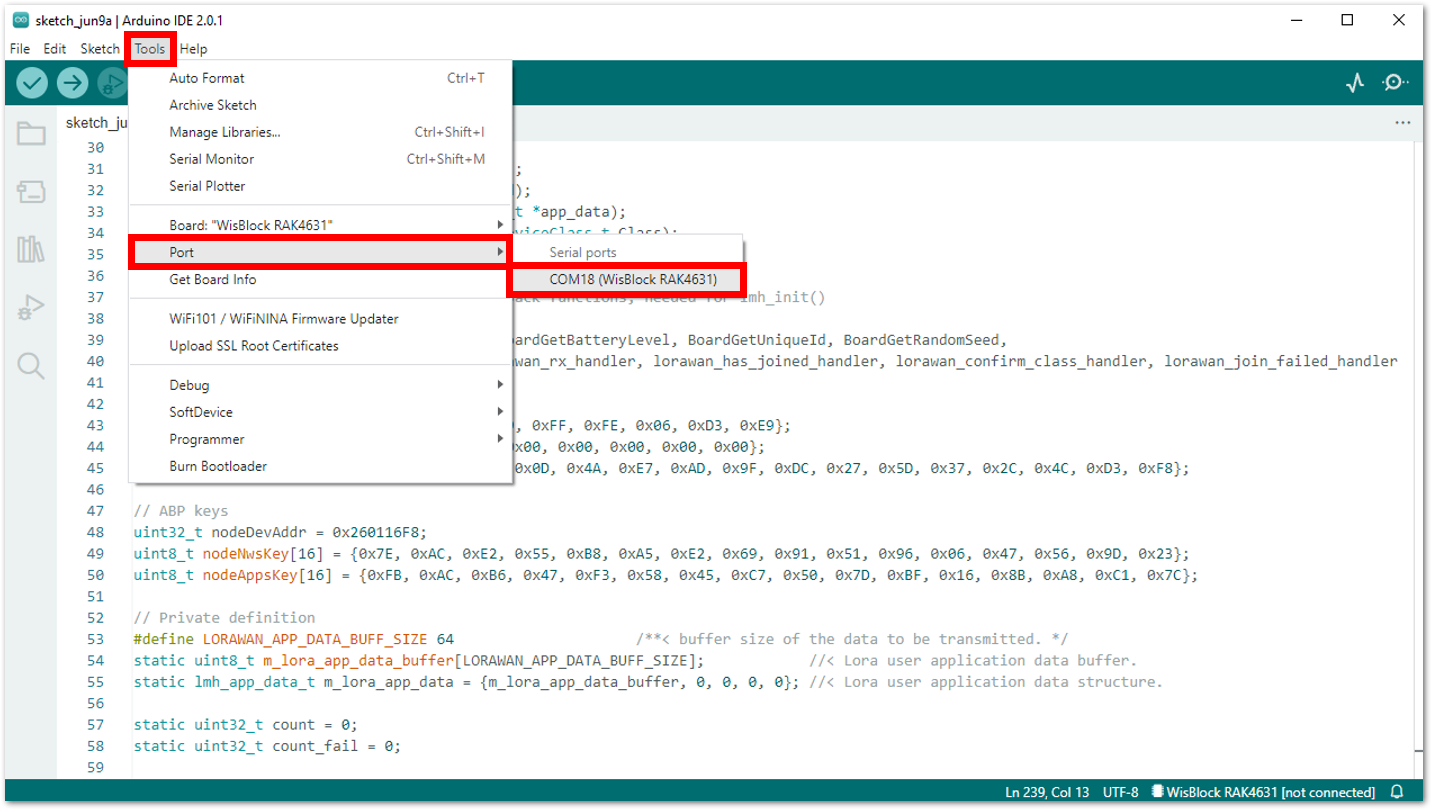 sketch_jun9a | Arduino IDE 2.0.1
File Edit Sketch Tools Help
Auto Format Ctrl+T
Archive Sketch
Manage Libraries... Ctrl+Shift+I
Serial Monitor Ctrl+Shift+M
Serial Plotter
Board: "WisBlock RAK4631"
Port
Get Board Info
WiFi101 / WiFiNINA Firmware Updater
Upload SSL Root Certificates
Debug
SoftDevice
Programmer
Burn Bootloader
Serial ports
COM18 (WisBlock RAK4631)
sketch_ju
...
30
31 ;
32 );
33 *app_data);
34
35
36
37 mh_init()
38
39 ardGetBatteryLevel, BoardGetUniqueId, BoardGetRandomSeed,
40 wan_rx_handler, lorawan_has_joined_handler, lorawan_confirm_class_handler, lorawan_join_failed_handler
41
42
43 , 0xFF, 0xFE, 0x06, 0xD3, 0xE9};
44 x00, 0x00, 0x00, 0x00, 0x00};
45 0x0D, 0x4A, 0xE7, 0xAD, 0x9F, 0xDC, 0x27, 0x5D, 0x37, 0x2C, 0x4C, 0xD3, 0xF8};
46
47 // ABP keys
48 uint32_t nodeDevAddr = 0x260116F8;
49 uint8_t nodeNwsKey[16] = {0x7E, 0xAC, 0xE2, 0x55, 0xB8, 0xA5, 0xE2, 0x69, 0x91, 0x51, 0x96, 0x06, 0x47, 0x56, 0x9D, 0x23};
50 uint8_t nodeAppsKey[16] = {0xFB, 0xAC, 0xB6, 0x47, 0xF3, 0x58, 0x45, 0xC7, 0x50, 0x7D, 0xBF, 0x16, 0x8B, 0xA8, 0xC1, 0x7C};
51
52 // Private definition
53 #define LORAWAN_APP_DATA_BUFF_SIZE 64 /**< buffer size of the data to be transmitted. */
54 static uint8_t m_lora_app_data_buffer[LORAWAN_APP_DATA_BUFF_SIZE]; //< Lora user application data buffer.
55 static lmh_app_data_t m_lora_app_data = {m_lora_app_data_buffer, 0, 0, 0, 0}; //< Lora user application data structure.
56
57 static uint32_t count = 0;
58 static uint32_t count_fail = 0;
59
Ln 239, Col 13 UTF-8 WisBlock RAK4631 [not connected]